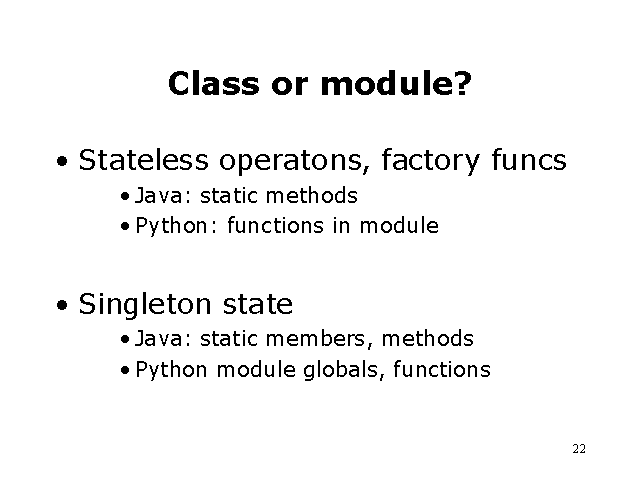 Class or module?
• Stateless operatons, factory funcs
• Java: static methods
• Python: functions in module
• Singleton state
• Java: static members, methods
• Python module globals, functions
22